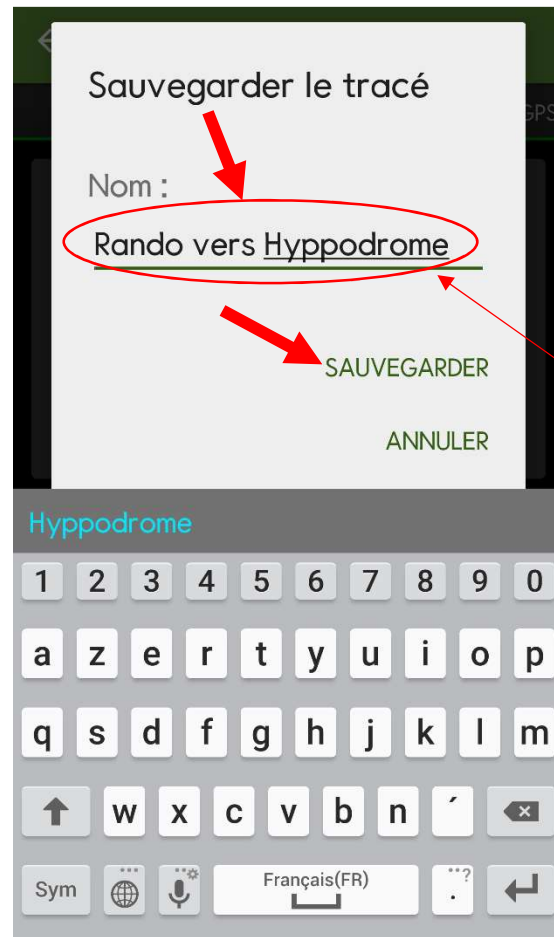 GPS
Sauvegarder le tracé
Nom :
Rando vers Hyppodrome
SAUVEGARDER
ANNULER
Hyppodrome
1 2 3 4 5 6 7 8 9 0
a z e r t y u i o p
q s d f g h j k l m
w x c v b n ´
Sym Français(FR) . ... ?